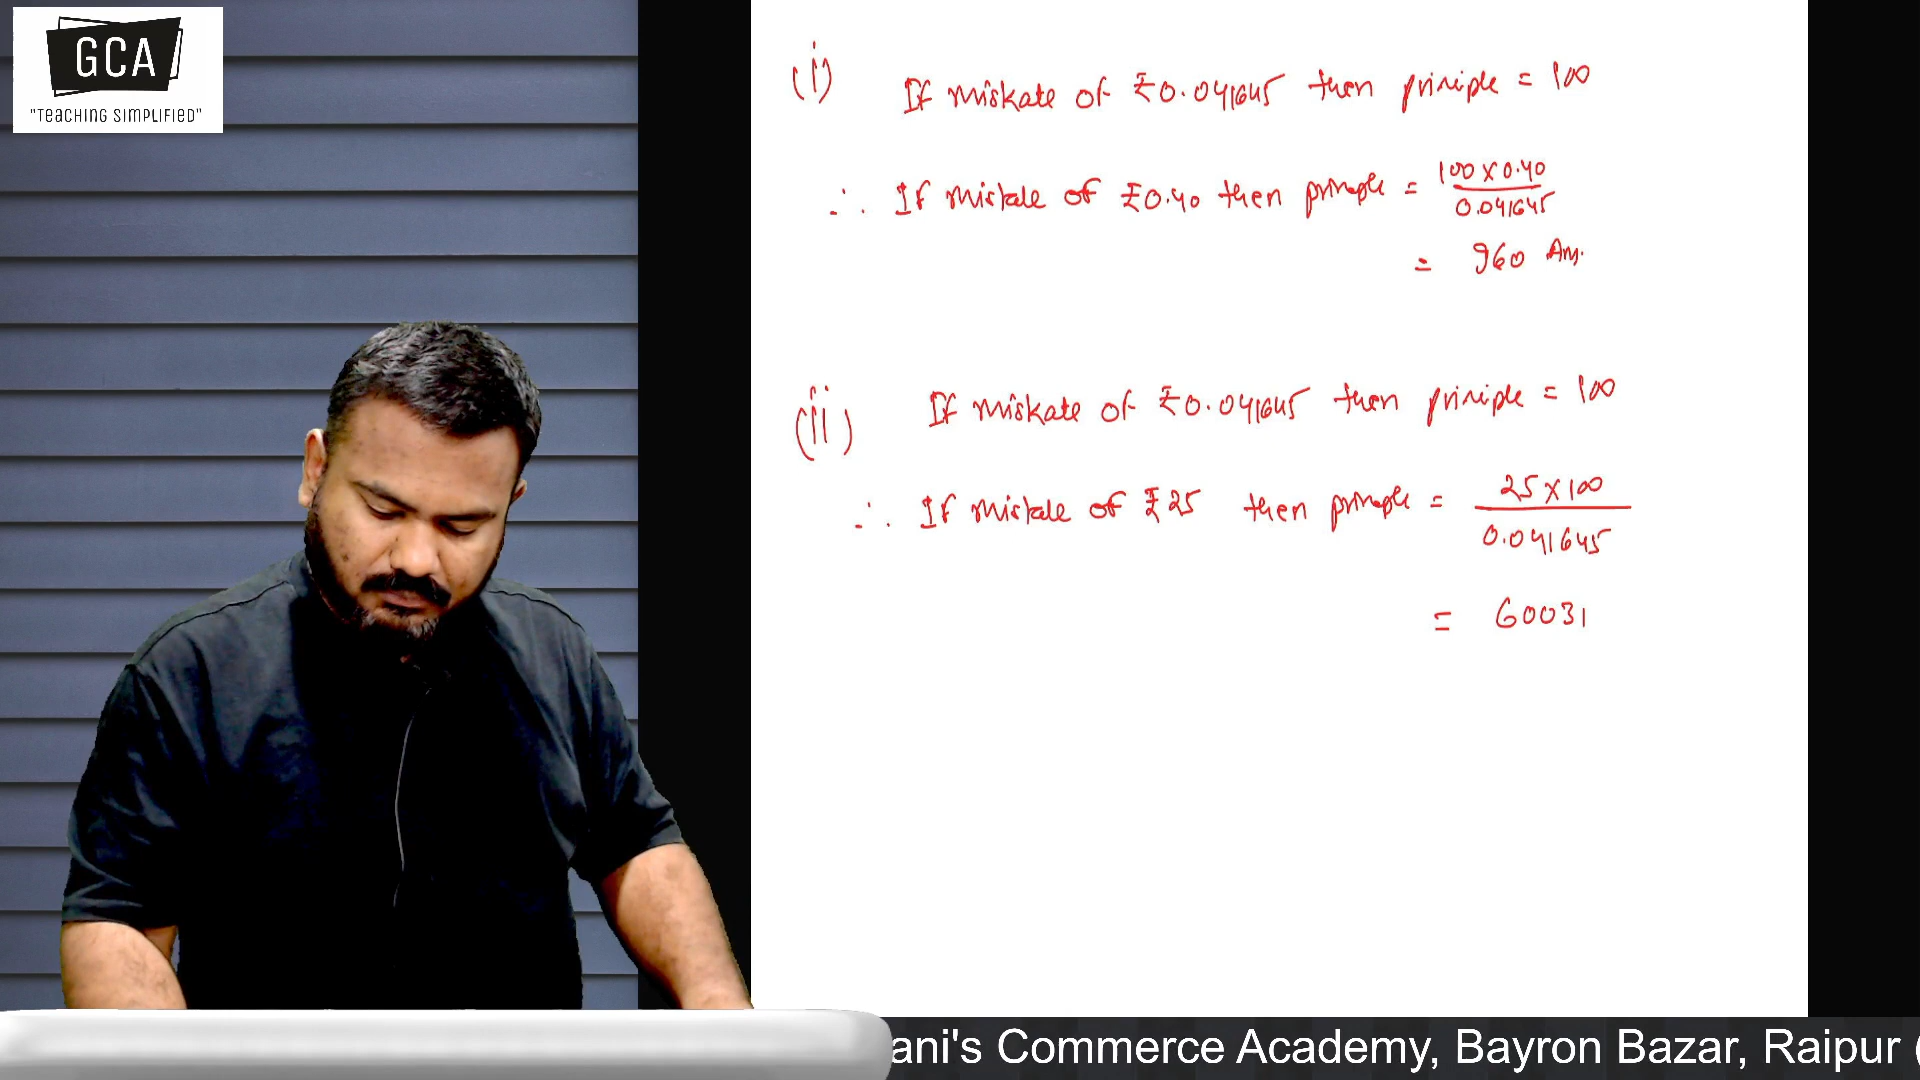 GCA
"Teaching Simplified"
(i) If miskate of ₹0.041645 then priniple = 100
∴ If mistake of ₹0.40 then principle = 100 x 0.40
0.041645
= 960 Ans.
(ii) If miskate of ₹0.041645 then priniple = 100
∴ If mistake of ₹25 then principle = 25 x 100
0.041645
= 60031
ani's Commerce Academy, Bayron Bazar, Raipur (